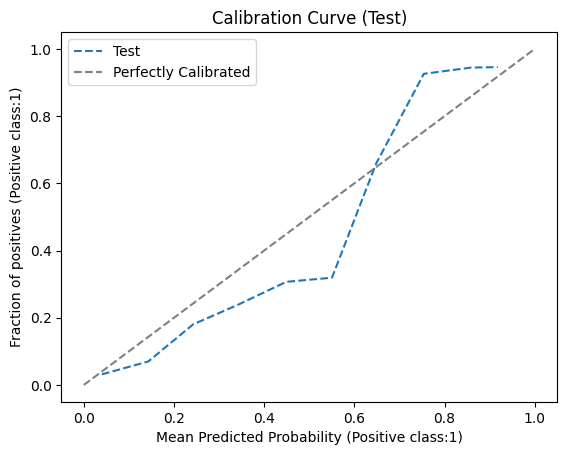 Calibration Curve (Test)
Test
Perfectly Calibrated
Fraction of positives (Positive class:1)
1.0
0.8
0.6
0.4
0.2
0.0
0.0 0.2 0.4 0.6 0.8 1.0
Mean Predicted Probability (Positive class:1)